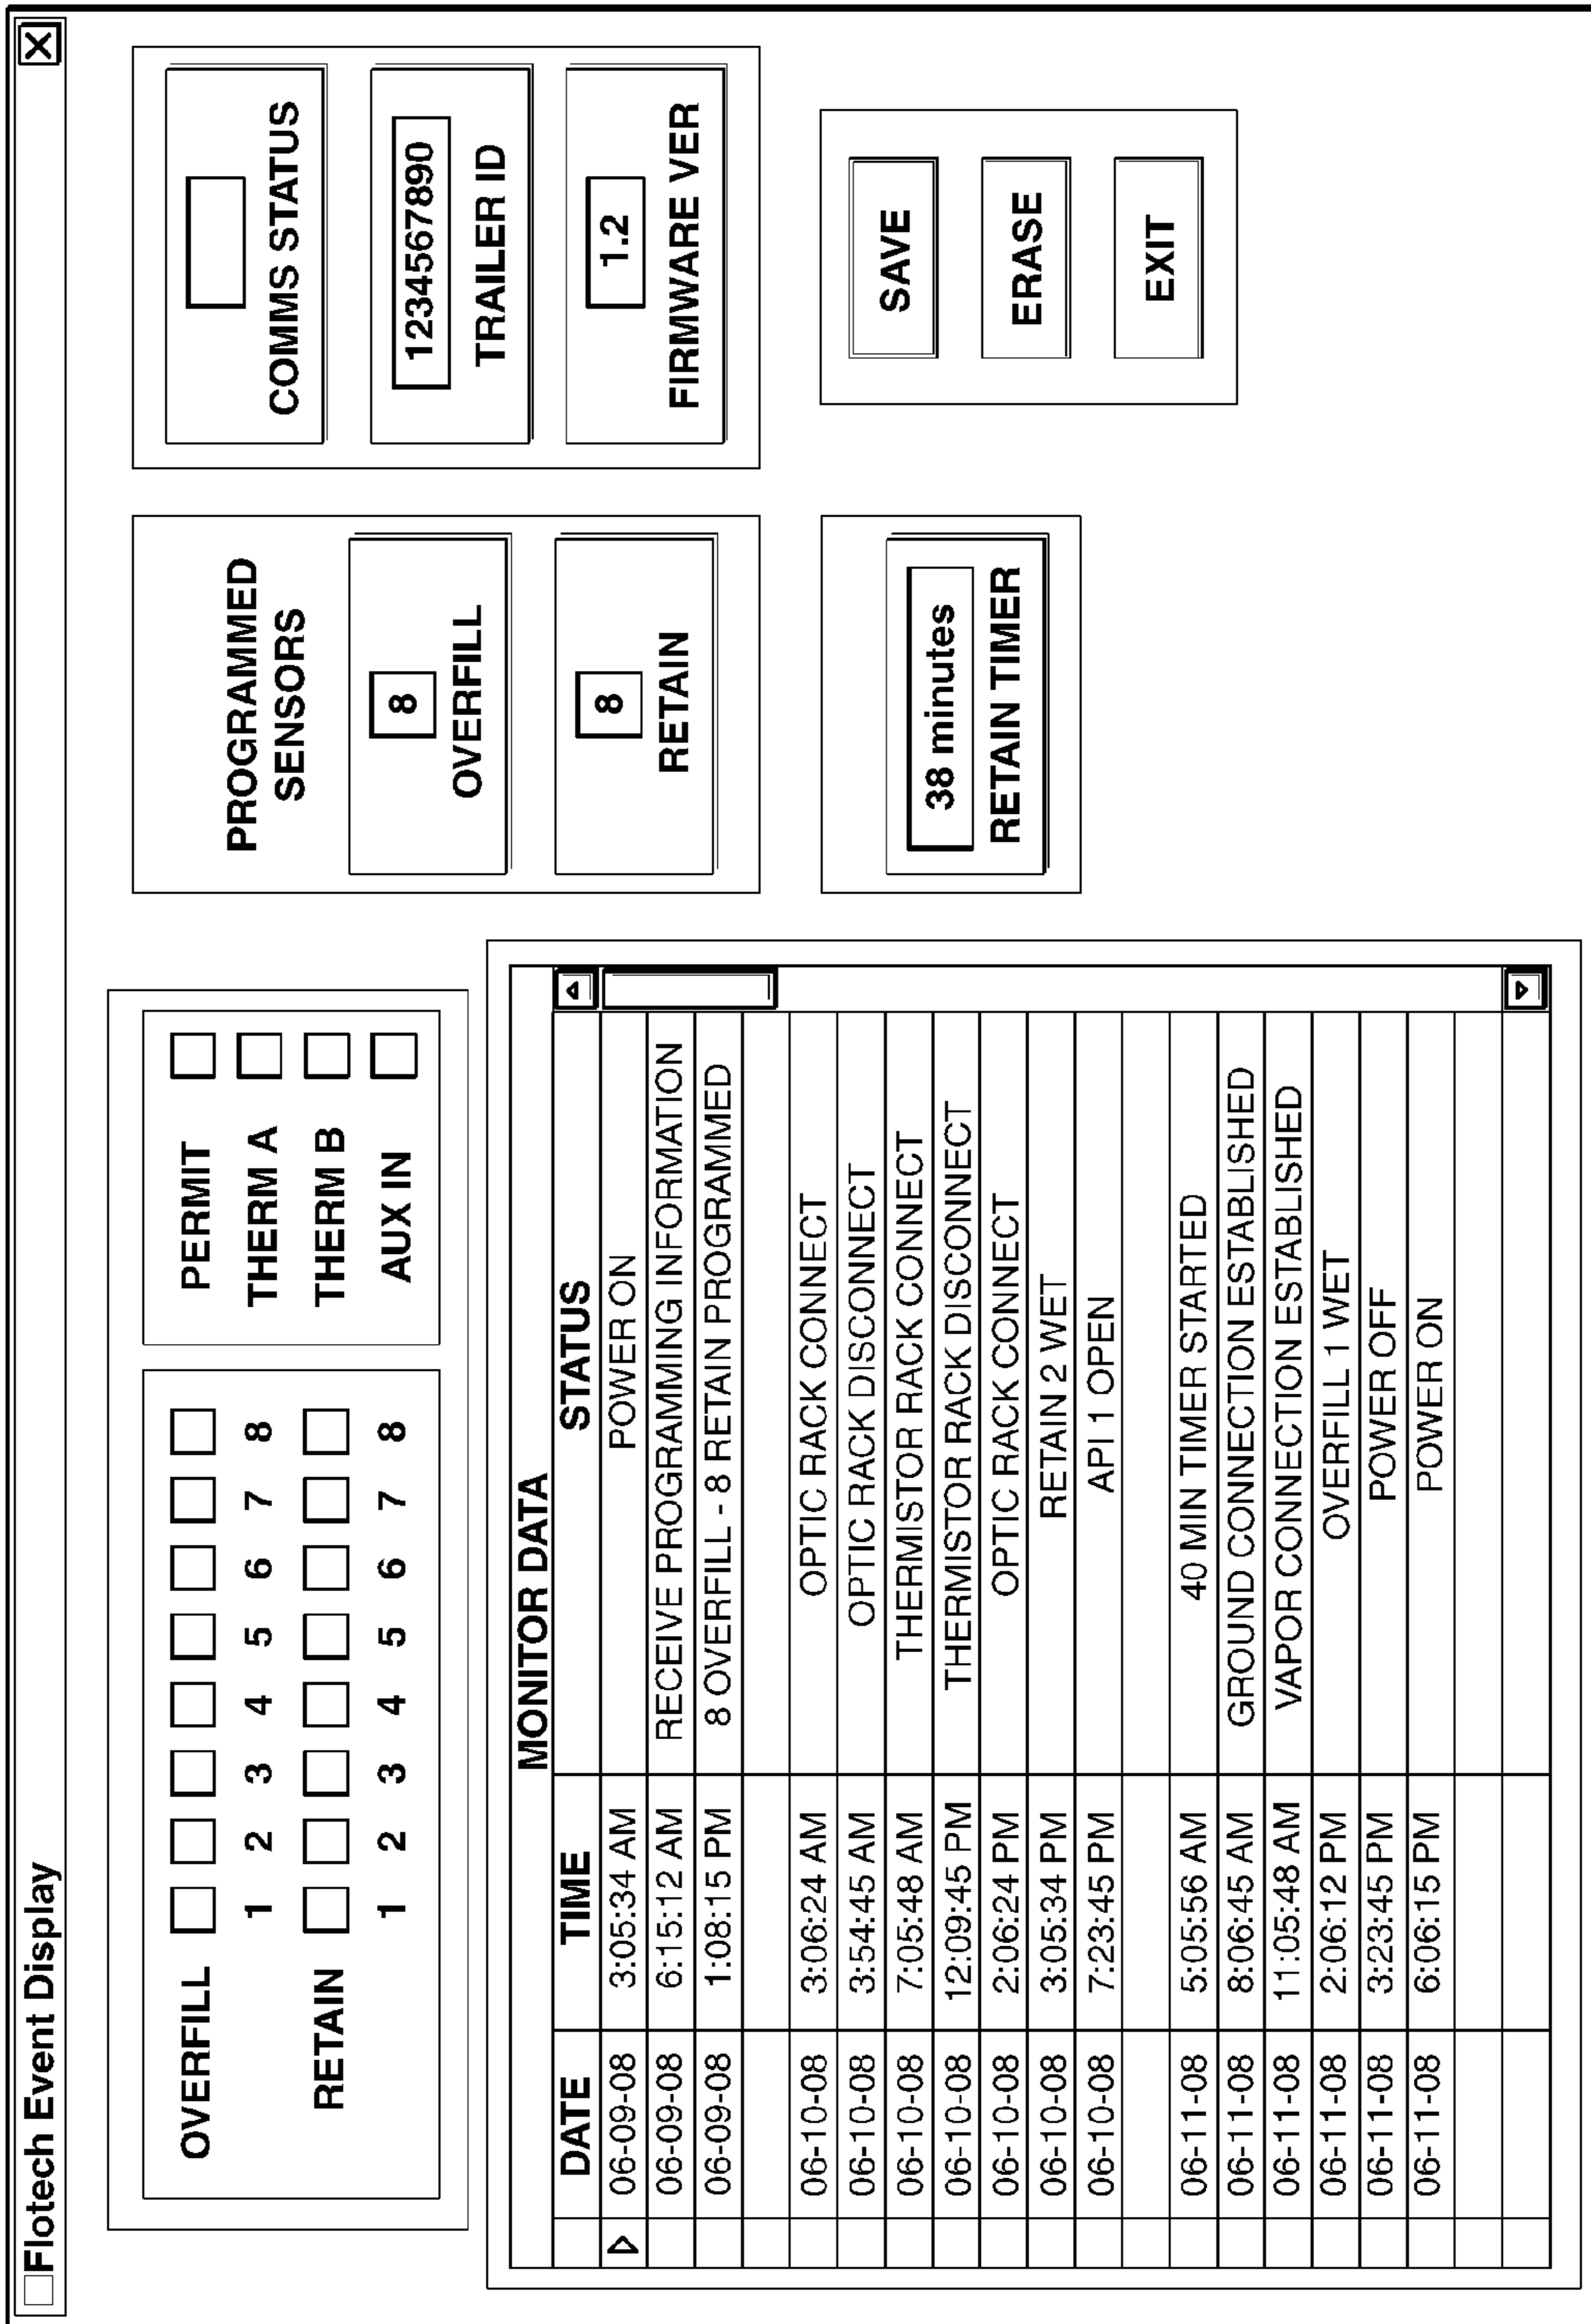 Flotech Event Display
OVERFILL
1 2 3 4 5 6 7 8
RETAIN
1 2 3 4 5 6 7 8
PERMIT
THERM A
THERM B
AUX IN
PROGRAMMED
SENSORS
8
OVERFILL
8
RETAIN
COMMS STATUS
1234567890
TRAILER ID
1.2
FIRMWARE VER
MONITOR DATA
DATE TIME STATUS
06-09-08 3:05:34 AM POWER ON
06-09-08 6:15:12 AM RECEIVE PROGRAMMING INFORMATION
06-09-08 1:08:15 PM 8 OVERFILL - 8 RETAIN PROGRAMMED
06-10-08 3:06:24 AM OPTIC RACK CONNECT
06-10-08 3:54:45 AM OPTIC RACK DISCONNECT
06-10-08 7:05:48 AM THERMISTOR RACK CONNECT
06-10-08 12:09:45 PM THERMISTOR RACK DISCONNECT
06-10-08 2:06:24 PM OPTIC RACK CONNECT
06-10-08 3:05:34 PM RETAIN 2 WET
06-10-08 7:23:45 PM API 1 OPEN
06-11-08 5:05:56 AM 40 MIN TIMER STARTED
06-11-08 8:06:45 AM GROUND CONNECTION ESTABLISHED
06-11-08 11:05:48 AM VAPOR CONNECTION ESTABLISHED
06-11-08 2:06:12 PM OVERFILL 1 WET
06-11-08 3:23:45 PM POWER OFF
06-11-08 6:06:15 PM POWER ON
38 minutes
RETAIN TIMER
SAVE
ERASE
EXIT